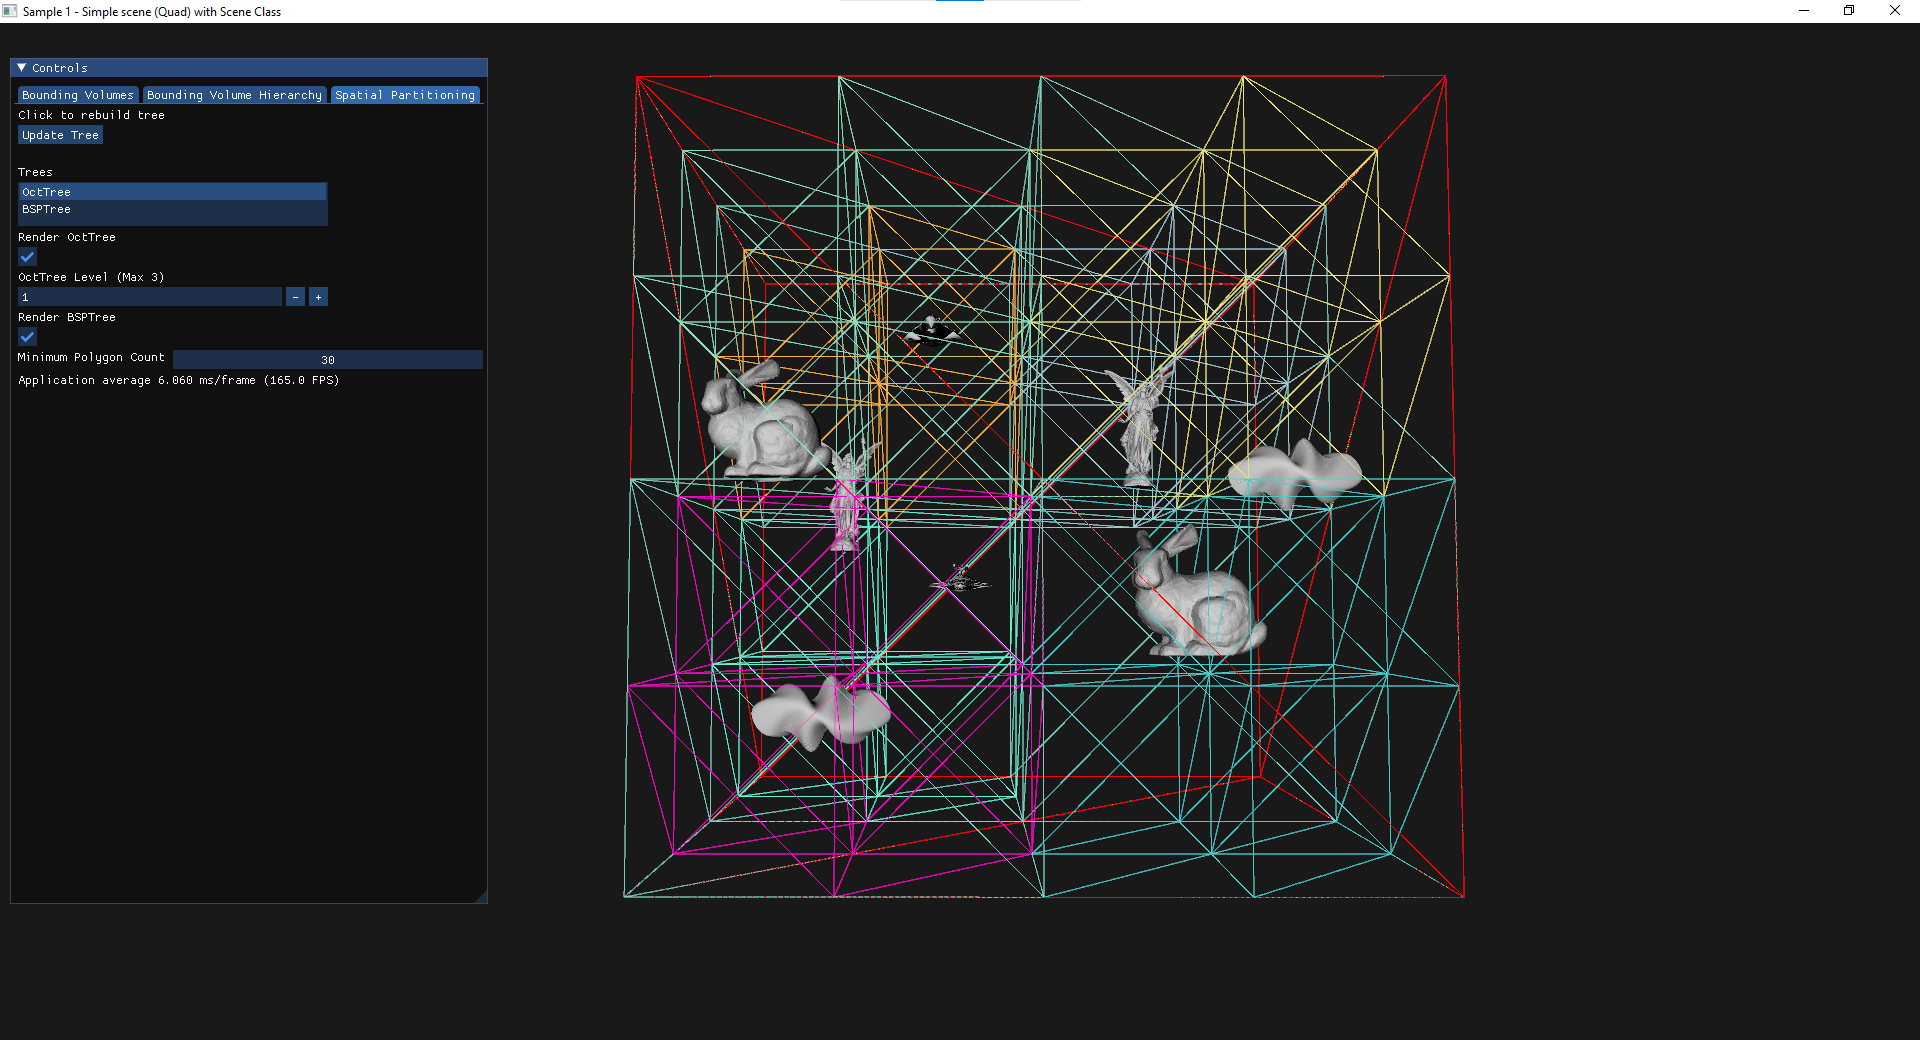 Sample 1 - Simple scene (Quad) with Scene Class
Controls
Bounding Volumes Bounding Volume Hierarchy Spatial Partitioning
Click to rebuild tree
Update Tree
Trees
OctTree
BSPTree
Render OctTree
OctTree Level (Max 3)
1 - +
Render BSPTree
Minimum Polygon Count 30
Application average 6.060 ms/frame (165.0 FPS)